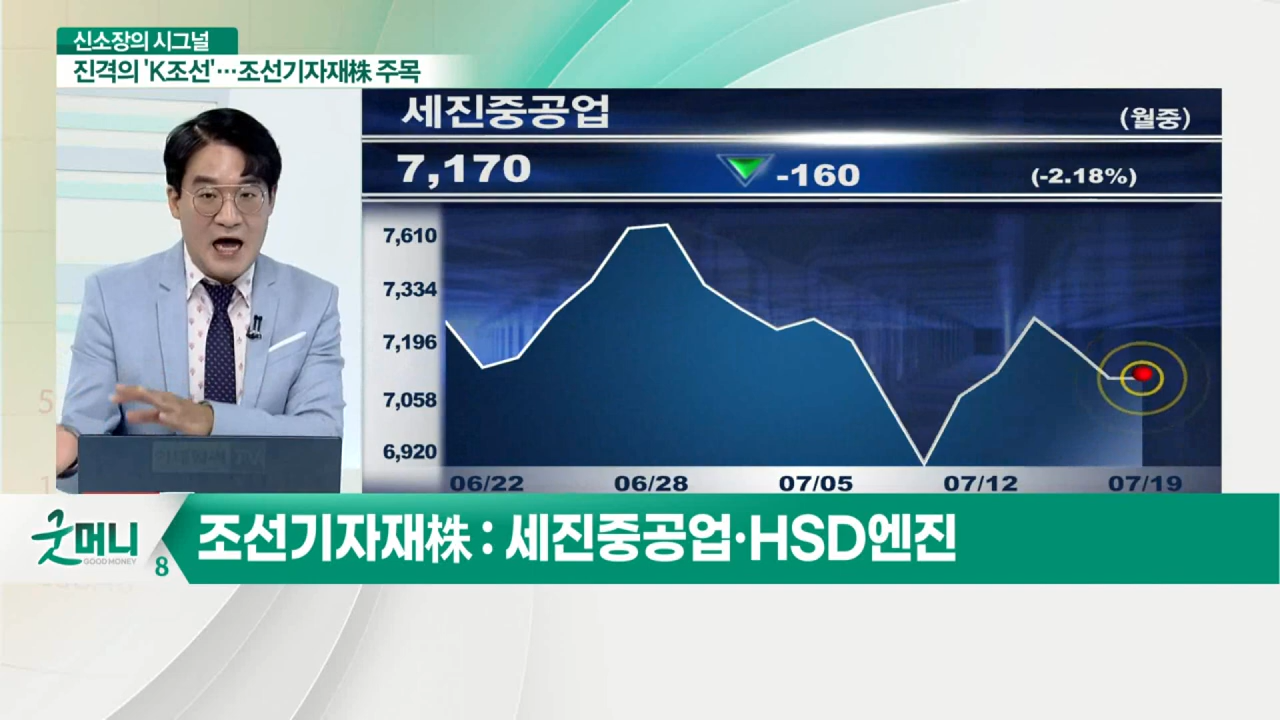 신소장의 시그널
진격의 'K조선'…조선기자재株 주목
세진중공업
(월중)
7,170
-160
(-2.18%)
7,610
7,334
7,196
7,058
6,920
06/22
06/28
07/05
07/12
07/19
굿머니
GOOD MONEY
8
조선기자재株 : 세진중공업·HSD엔진